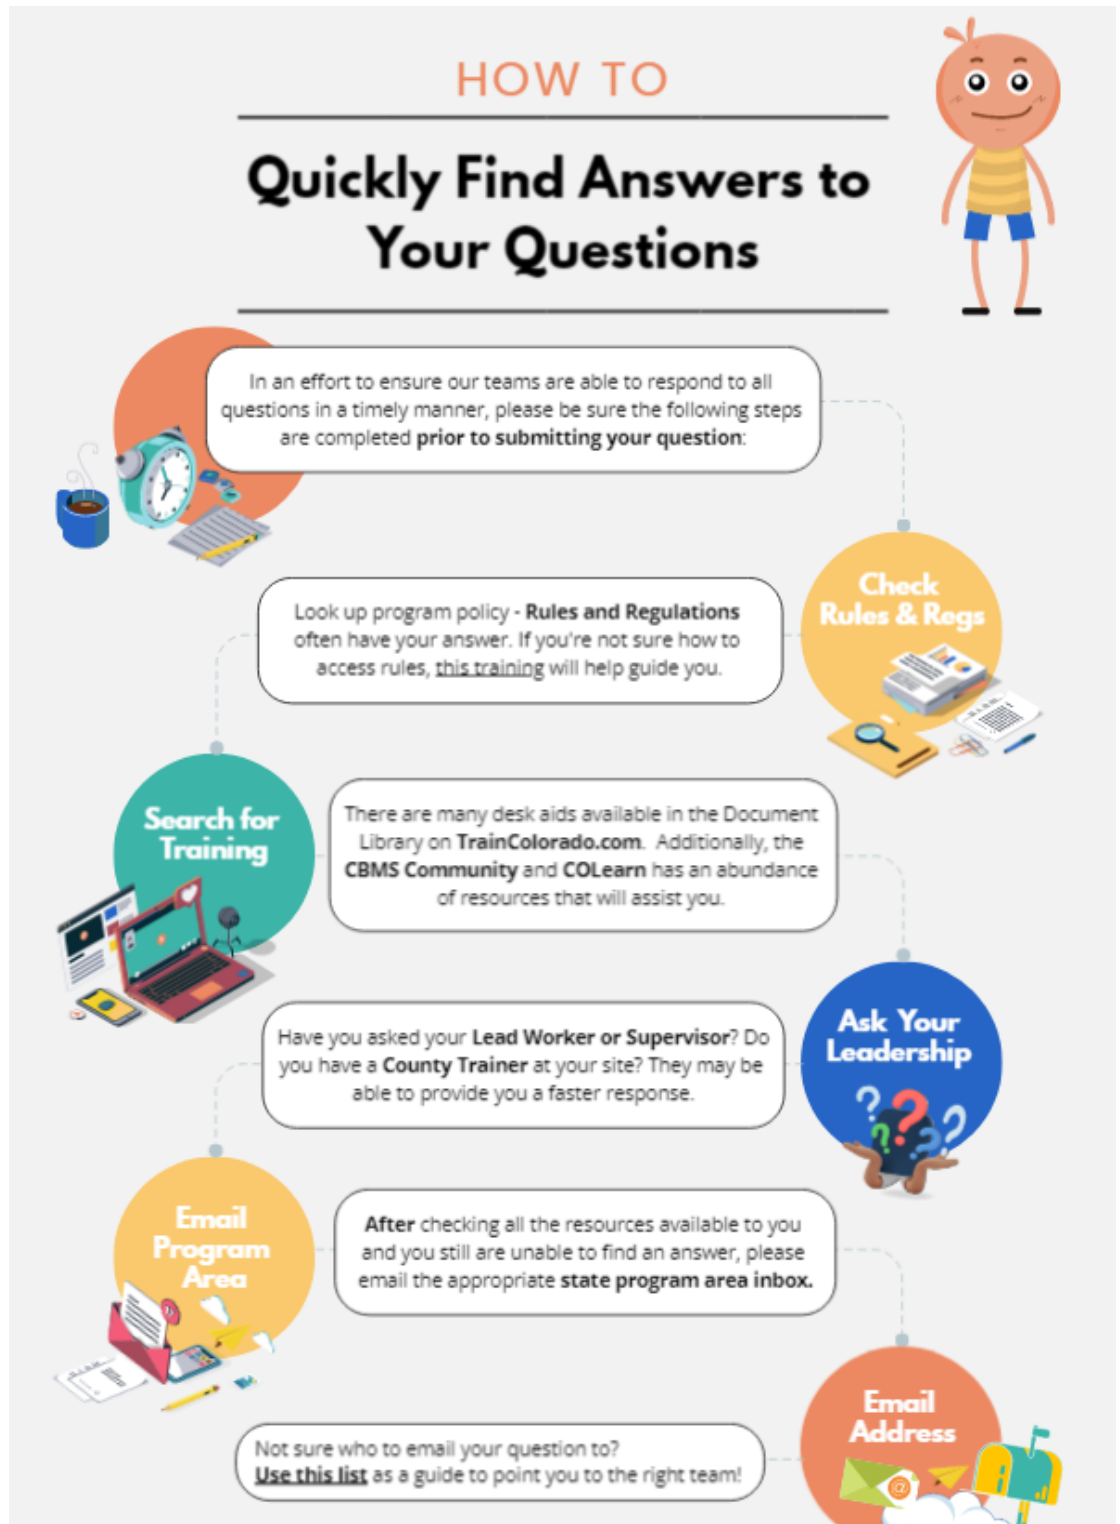 HOW TO
Quickly Find Answers to
Your Questions
In an effort to ensure our teams are able to respond to all
questions in a timely manner, please be sure the following steps
are completed prior to submitting your question:
Check
Rules & Regs
Look up program policy - Rules and Regulations
often have your answer. If you're not sure how to
access rules, this training will help guide you.
Search for
Training
There are many desk aids available in the Document
Library on TrainColorado.com. Additionally, the
CBMS Community and COLearn has an abundance
of resources that will assist you.
Ask Your
Leadership
Have you asked your Lead Worker or Supervisor? Do
you have a County Trainer at your site? They may be
able to provide you a faster response.
Email
Program
Area
After checking all the resources available to you
and you still are unable to find an answer, please
email the appropriate state program area inbox.
Email
Address
Not sure who to email your question to?
Use this list as a guide to point you to the right team!